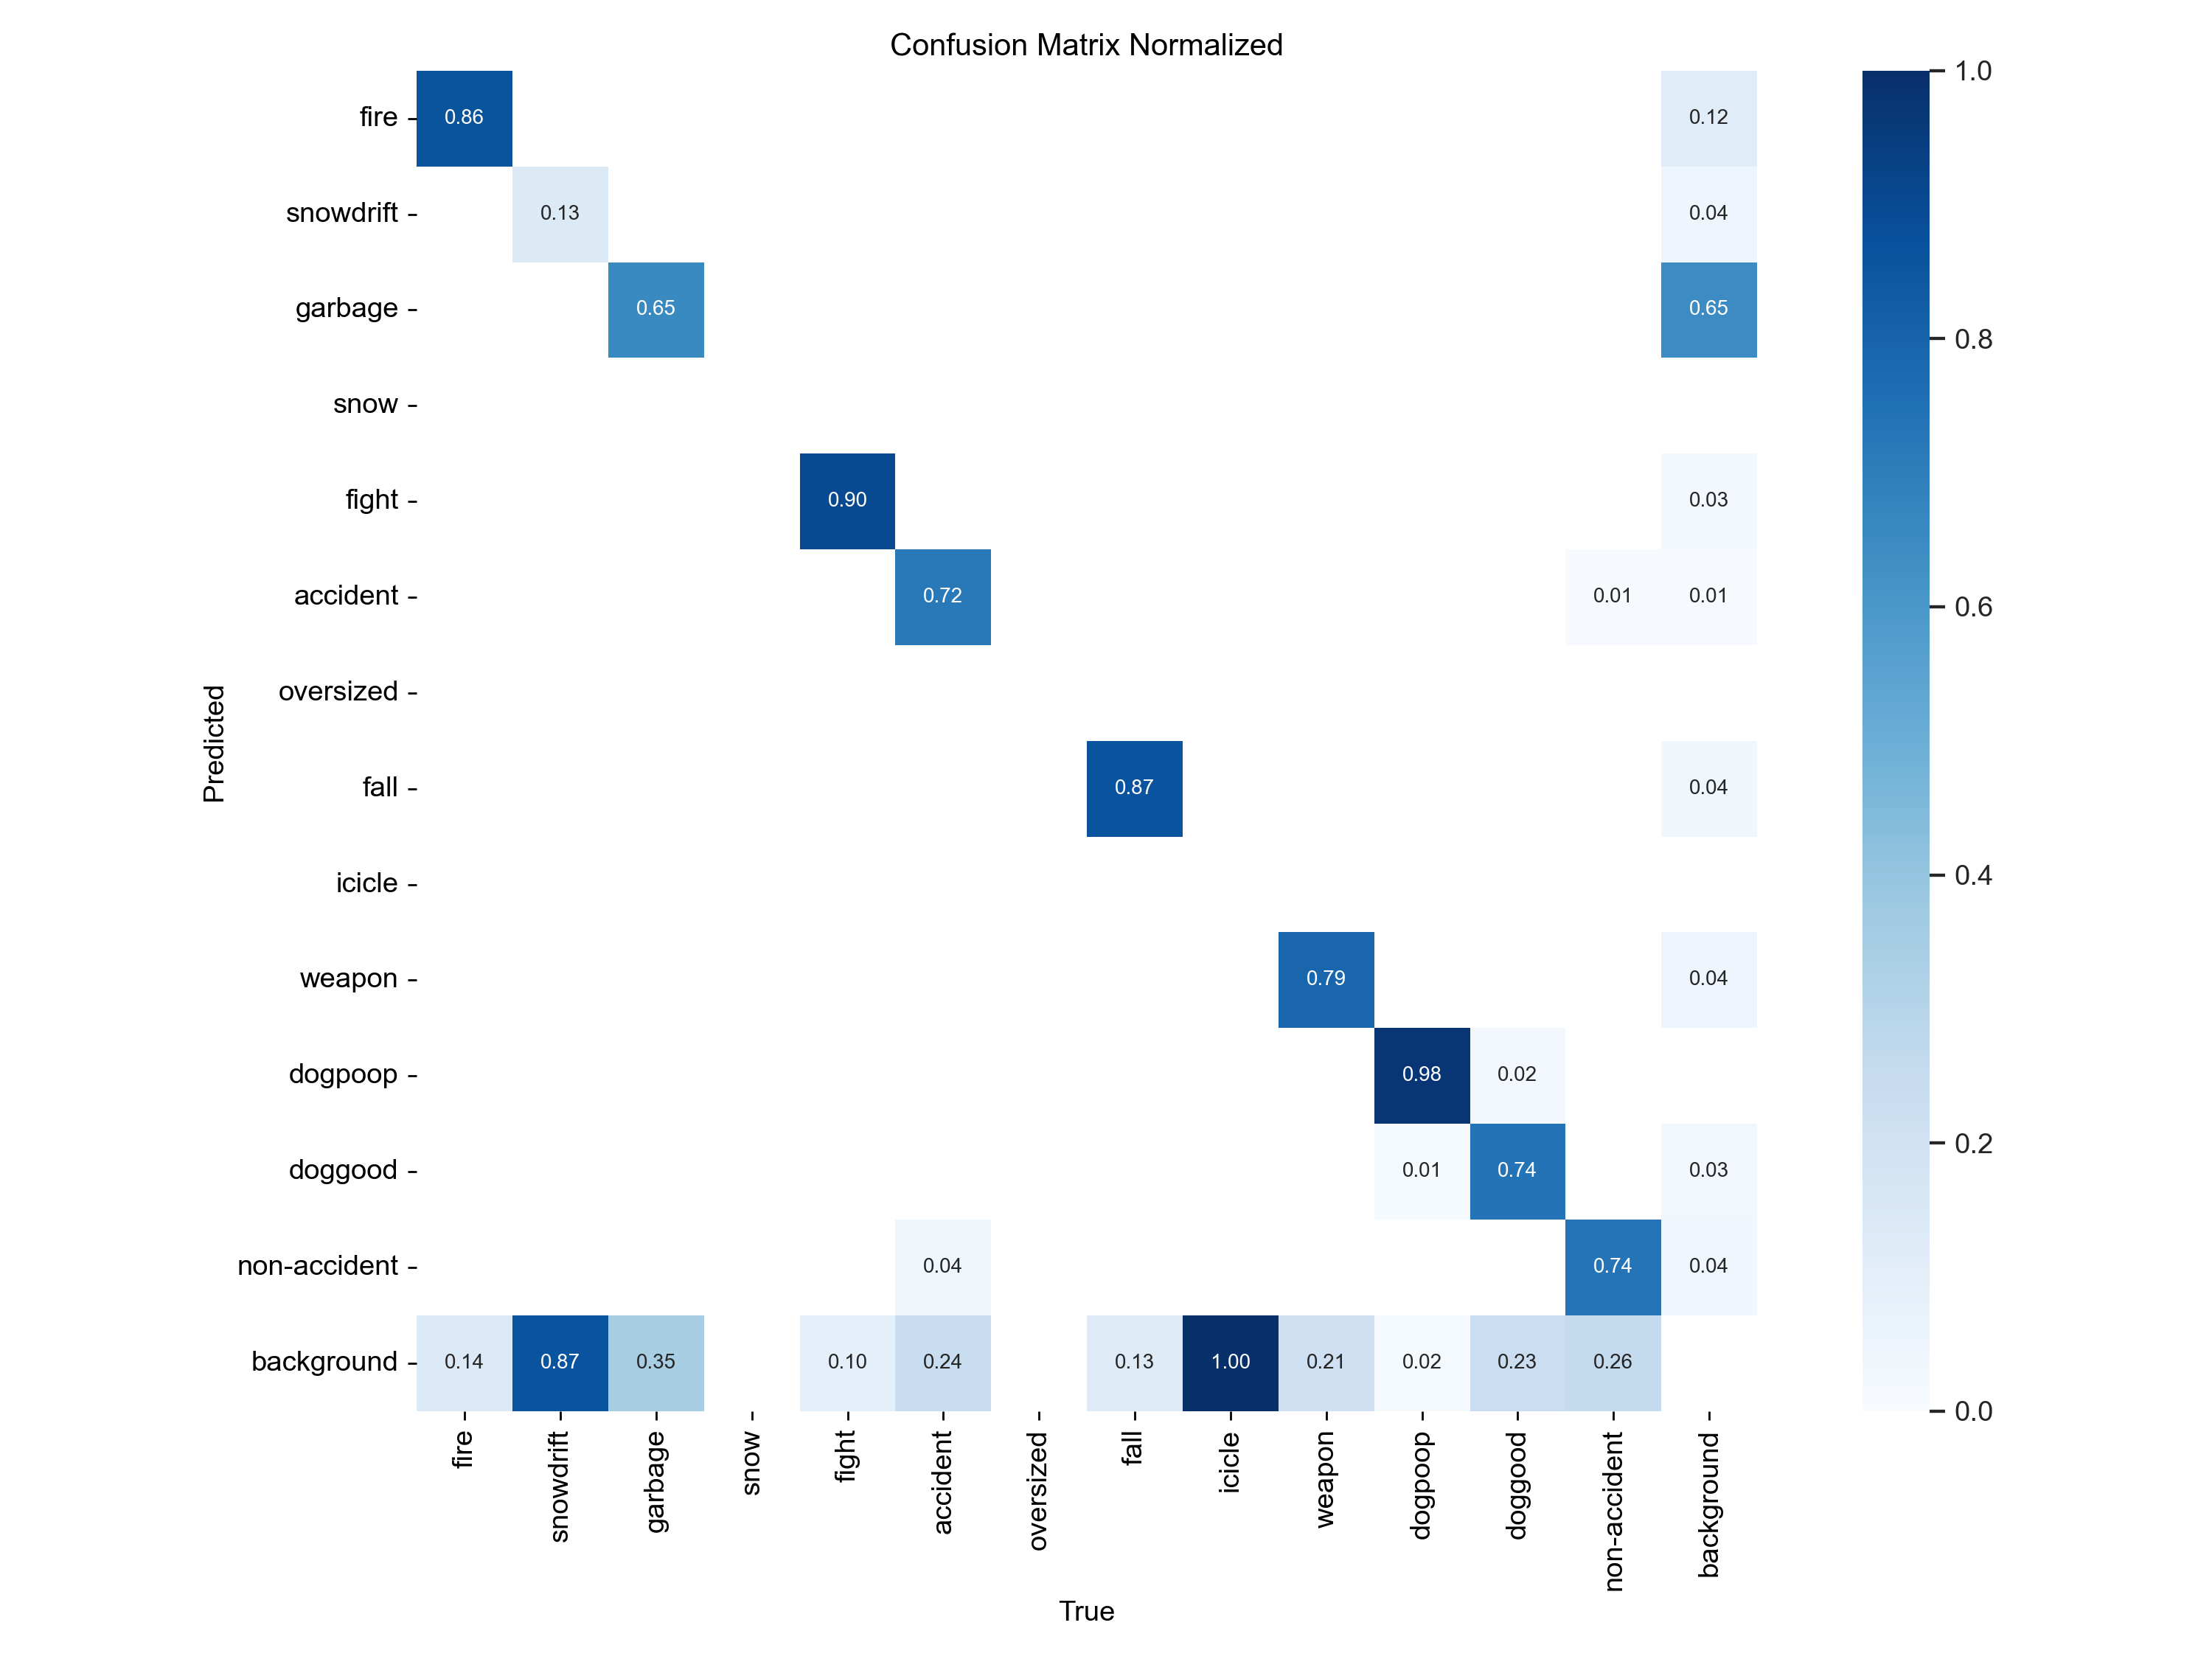 Confusion Matrix Normalized
fire 0.86 0.12
snowdrift 0.13 0.04
garbage 0.65 0.65
snow
fight 0.90 0.03
accident 0.72 0.01 0.01
oversized
fall 0.87 0.04
icicle
weapon 0.79 0.04
dogpoop 0.98 0.02
doggood 0.01 0.74 0.03
non-accident 0.04 0.74 0.04
background 0.14 0.87 0.35 0.10 0.24 0.13 1.00 0.21 0.02 0.23 0.26
fire snowdrift garbage snow fight accident oversized fall icicle weapon dogpoop doggood non-accident background
True
Predicted
1.0
0.8
0.6
0.4
0.2
0.0